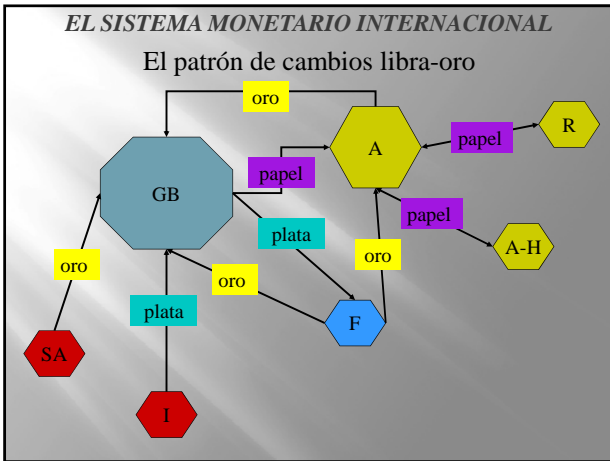 EL SISTEMA MONETARIO INTERNACIONAL
El patrón de cambios libra-oro
oro
R
A
papel
papel
GB
papel
plata
A-H
oro
oro
plata
F
SA
I